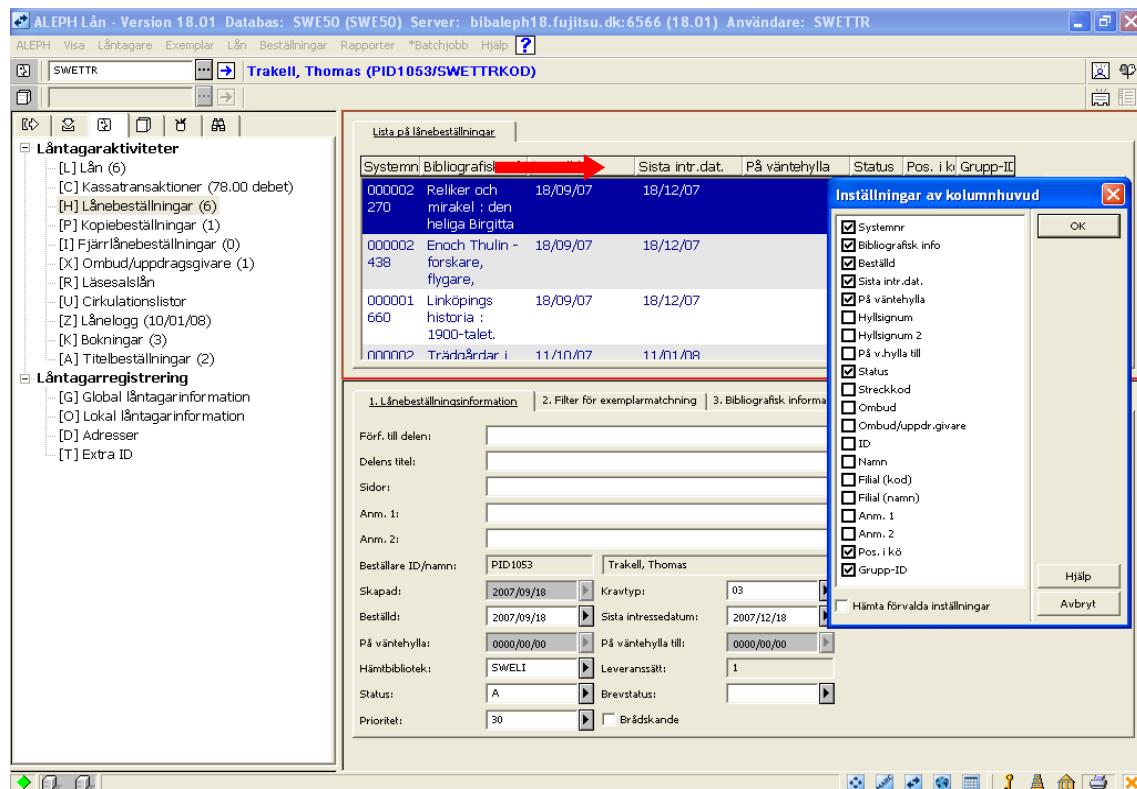 ALEPH Lån - Version 18.01 Databas: SWE50 (SWE50) Server: bibaleph18.fujitsu.dk:6566 (18.01) Användare: SWETTR
ALEPH Visa Låntagare Exemplar Lån Beställningar Rapporter *Batchjobb Hjälp ?
SWETTR ... Trakell, Thomas (PID1053/SWETTRKOD)
...
Låntagaraktiviteter
[L] Lån (6)
[C] Kassatransaktioner (78.00 debet)
[H] Lånebeställningar (6)
[P] Kopiebeställningar (1)
[I] Fjärrlånebeställningar (0)
[X] Ombud/uppdragsgivare (1)
[R] Läsesalslån
[U] Cirkulationslistor
[Z] Lånelogg (10/01/08)
[K] Bokningar (3)
[A] Titelbeställningar (2)
Låntagarregistrering
[G] Global låntagarinformation
[O] Lokal låntagarinformation
[D] Adresser
[T] Extra ID
Lista på lånebeställningar
Systemn Bibliografisk Sista intr.dat. På väntehylla Status Pos. i k Grupp-ID
000002 270 Reliker och mirakel : den heliga Birgitta 18/09/07 18/12/07
000002 438 Enoch Thulin - forskare, flygare, 18/09/07 18/12/07
000001 660 Linköpings historia : 1900-talet. 18/09/07 18/12/07
000002 Trädgårdar i 11/10/07 11/01/08
1. Lånebeställningsinformation 2. Filter för exemplarmatchning 3. Bibliografisk informa
Förf. till delen:
Delens titel:
Sidor:
Anm. 1:
Anm. 2:
Beställare ID/namn: PID1053 Trakell, Thomas
Skapad: 2007/09/18 Kravtyp: 03
Beställd: 2007/09/18 Sista intressedatum: 2007/12/18
På väntehylla: 0000/00/00 På väntehylla till: 0000/00/00
Hämtbibliotek: SWELI Leveranssätt: 1
Status: A Brevstatus:
Prioritet: 30 Brådskande
Inställningar av kolumnhuvud
Systemnr
Bibliografisk info
Beställd
Sista intr.dat.
På väntehylla
Hyllsignum
Hyllsignum 2
På v.hylla till
Status
Streckkod
Ombud
Ombud/uppdr.givare
ID
Namn
Filial (kod)
Filial (namn)
Anm. 1
Anm. 2
Pos. i kö
Grupp-ID
Hämta förvalda inställningar
OK
Hjälp
Avbryt